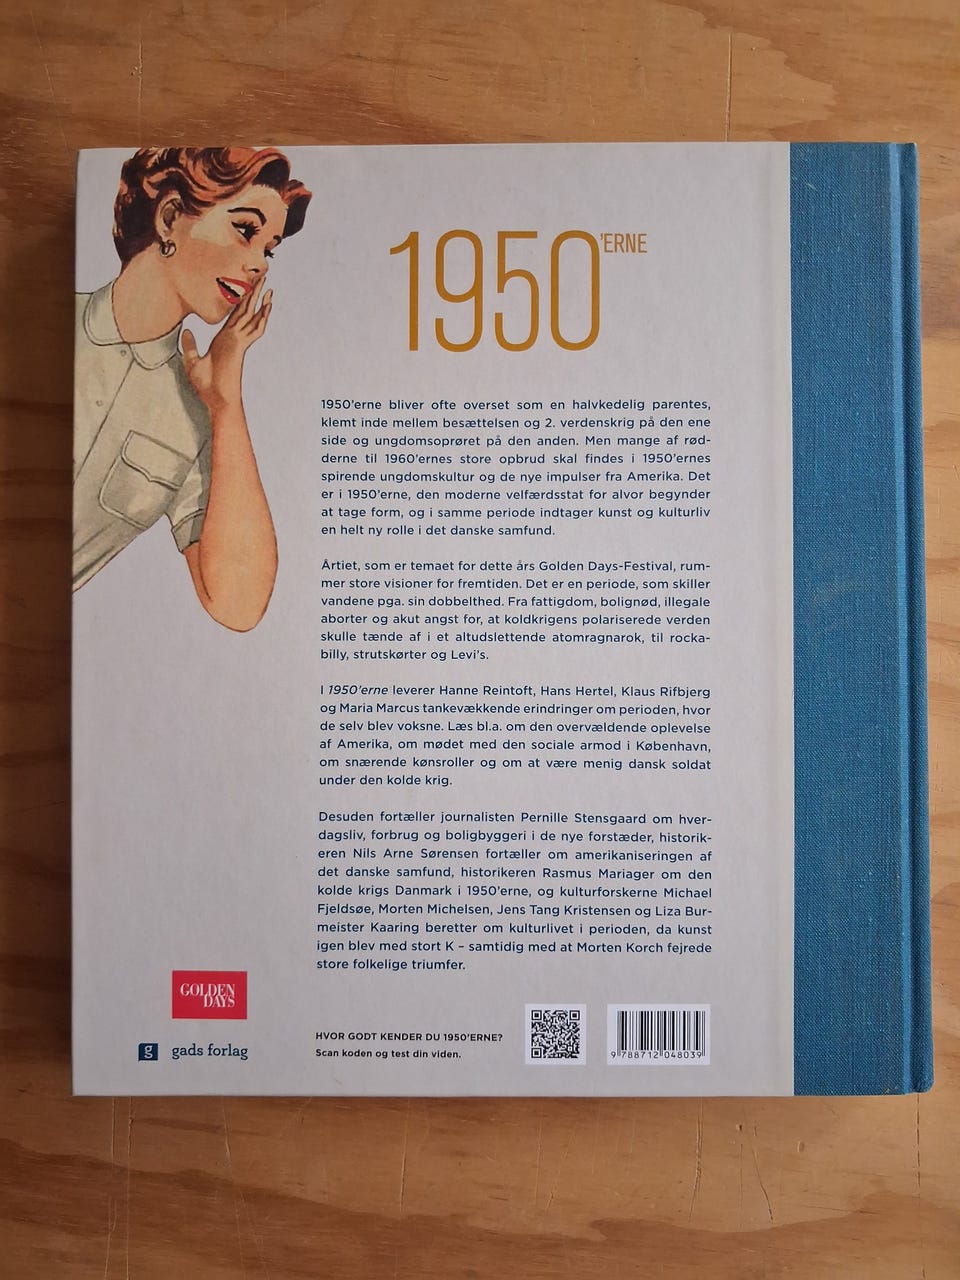 1950'ERNE
1950'erne bliver ofte overset som en halvkedelig parentes,
klemt inde mellem besættelsen og 2. verdenskrig på den ene
side og ungdomsoprøret på den anden. Men mange af rød-
derne til 1960'ernes store opbrud skal findes i 1950'ernes
spirende ungdomskultur og de nye impulser fra Amerika. Det
er i 1950'erne, den moderne velfærdsstat for alvor begynder
at tage form, og i samme periode indtager kunst og kulturliv
en helt ny rolle i det danske samfund.
Årtiet, som er temaet for dette års Golden Days-Festival, rum-
mer store visioner for fremtiden. Det er en periode, som skiller
vandene pga. sin dobbelthed. Fra fattigdom, bolignød, illegale
aborter og akut angst for, at koldkrigens polariserede verden
skulle tænde af i et altudslettende atomragnarok, til rocka-
billy, strutskørter og Levi's.
I 1950'erne leverer Hanne Reintoft, Hans Hertel, Klaus Rifbjerg
og Maria Marcus tankevækkende erindringer om perioden, hvor
de selv blev voksne. Læs bl.a. om den overvældende oplevelse
af Amerika, om mødet med den sociale armod i København,
om snærende kønsroller og om at være menig dansk soldat
under den kolde krig.
Desuden fortæller journalisten Pernille Stensgaard om hver-
dagsliv, forbrug og boligbyggeri i de nye forstæder, historik-
eren Nils Arne Sørensen fortæller om amerikaniseringen af
det danske samfund, historikeren Rasmus Mariager om den
kolde krigs Danmark i 1950'erne, og kulturforskerne Michael
Fjeldsøe, Morten Michelsen, Jens Tang Kristensen og Liza Bur-
meister Kaaring beretter om kulturlivet i perioden, da kunst
igen blev med stort K – samtidig med at Morten Korch fejrede
store folkelige triumfer.
GOLDEN
DAYS
g gads forlag
HVOR GODT KENDER DU 1950'ERNE?
Scan koden og test din viden.
9 788712 048039